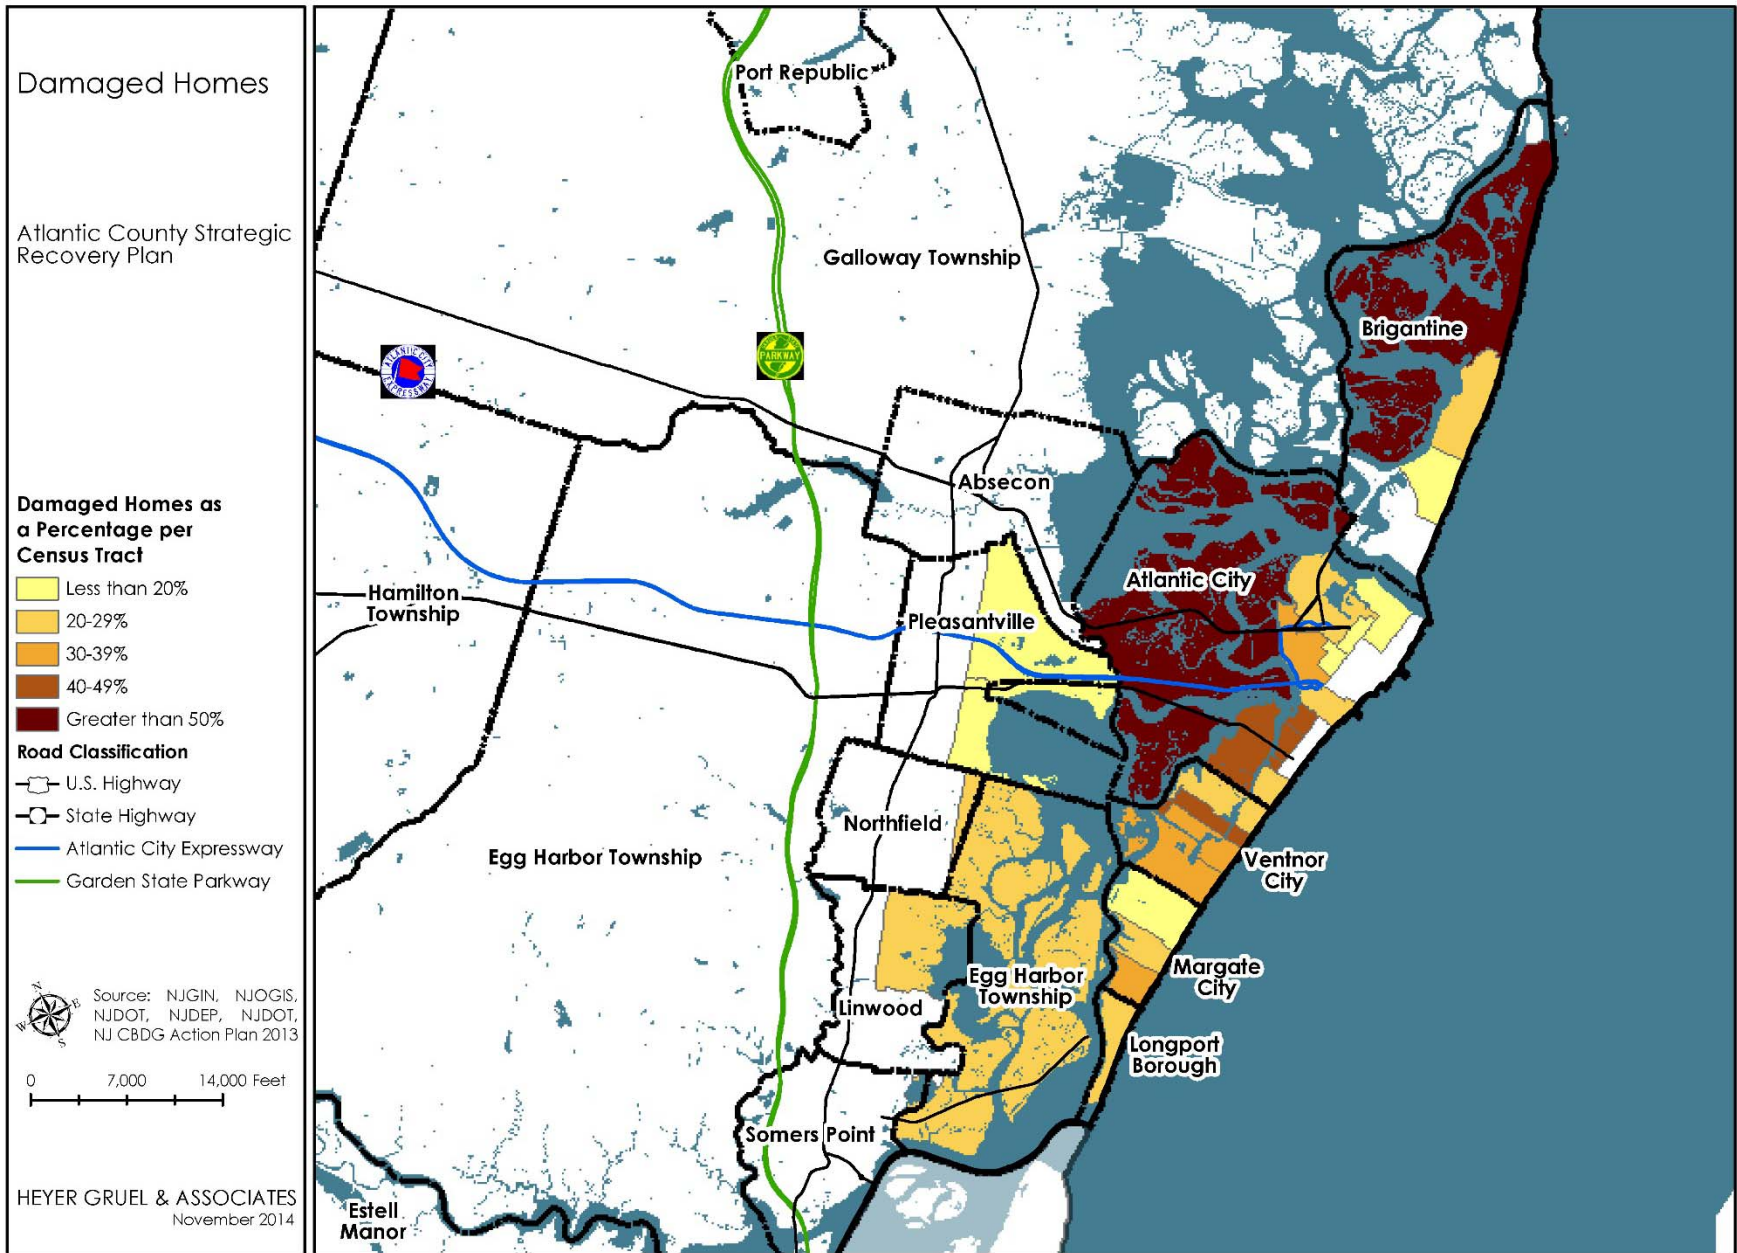 Damaged Homes
Atlantic County Strategic
Recovery Plan
Damaged Homes as
a Percentage per
Census Tract
Less than 20%
20-29%
30-39%
40-49%
Greater than 50%
Road Classification
U.S. Highway
State Highway
Atlantic City Expressway
Garden State Parkway
N
E
W
S
Source: NJGIN, NJOGIS,
NJDOT, NJDEP, NJDOT,
NJ CBDG Action Plan 2013
0 7,000 14,000 Feet
HEYER GRUEL & ASSOCIATES
November 2014
Port Republic
Galloway Township
Brigantine
ATLANTIC CITY
EXPRESSWAY
PARKWAY
Absecon
Atlantic City
Hamilton
Township
Pleasantville
Northfield
Egg Harbor Township
Ventnor
City
Egg Harbor
Township
Margate
City
Linwood
Longport
Borough
Somers Point
Estell
Manor